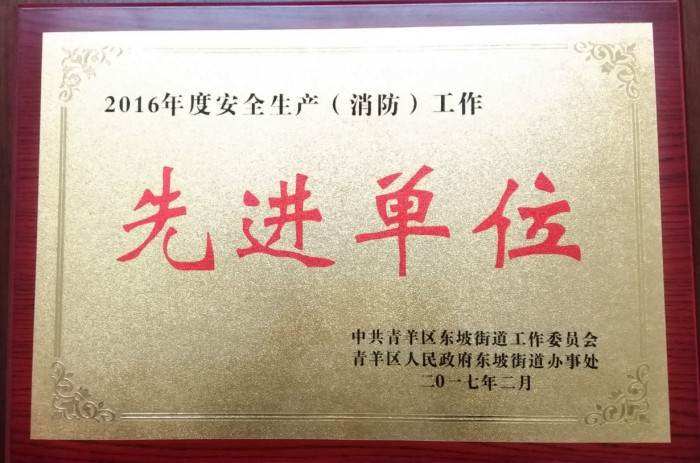 2016年度安全生产（消防）工作
先进单位
中共青羊区东坡街道工作委员会
青羊区人民政府东坡街道办事处
二0一七年二月